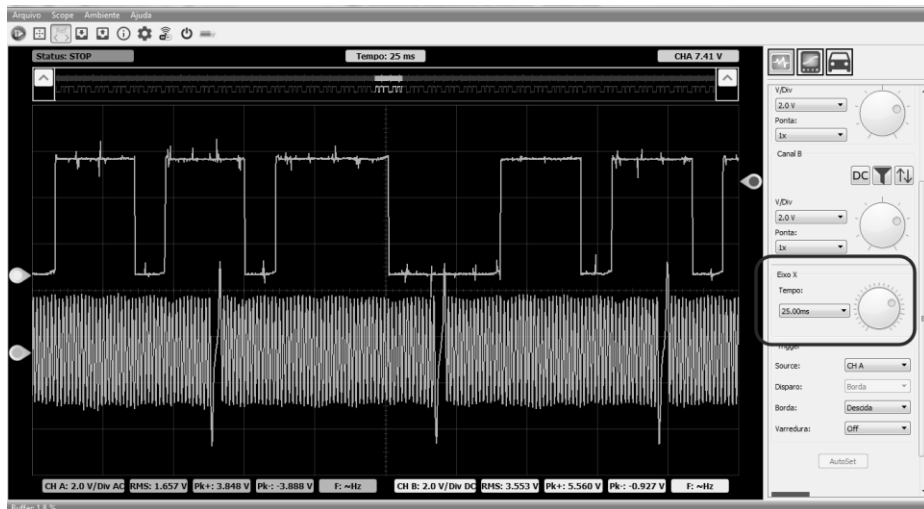 Arquivo Scope Ambiente Ajuda
Status: STOP
Tempo: 25 ms
CHA 7.41 V
V/Div
2.0 V
Ponta:
1x
Canal B
DC
V/Div
2.0 V
Ponta:
1x
Eixo X
Tempo:
25.00ms
Trigger
Source: CH A
Disparo: Borda
Borda: Descida
Varredura: Off
AutoSet
CH A: 2.0 V/Div AC RMS: 1.657 V Pk+: 3.848 V Pk-: -3.888 V F: ~Hz CH B: 2.0 V/Div DC RMS: 3.553 V Pk+: 5.560 V Pk-: -0.927 V F: ~Hz
Buffer 1.8 %